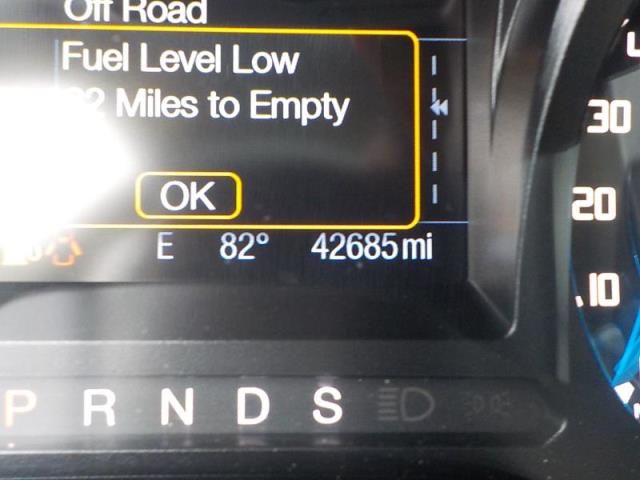 Off Road
Fuel Level Low
Miles to Empty
OK
E 82° 42685 mi
P R N D S
30
20
10